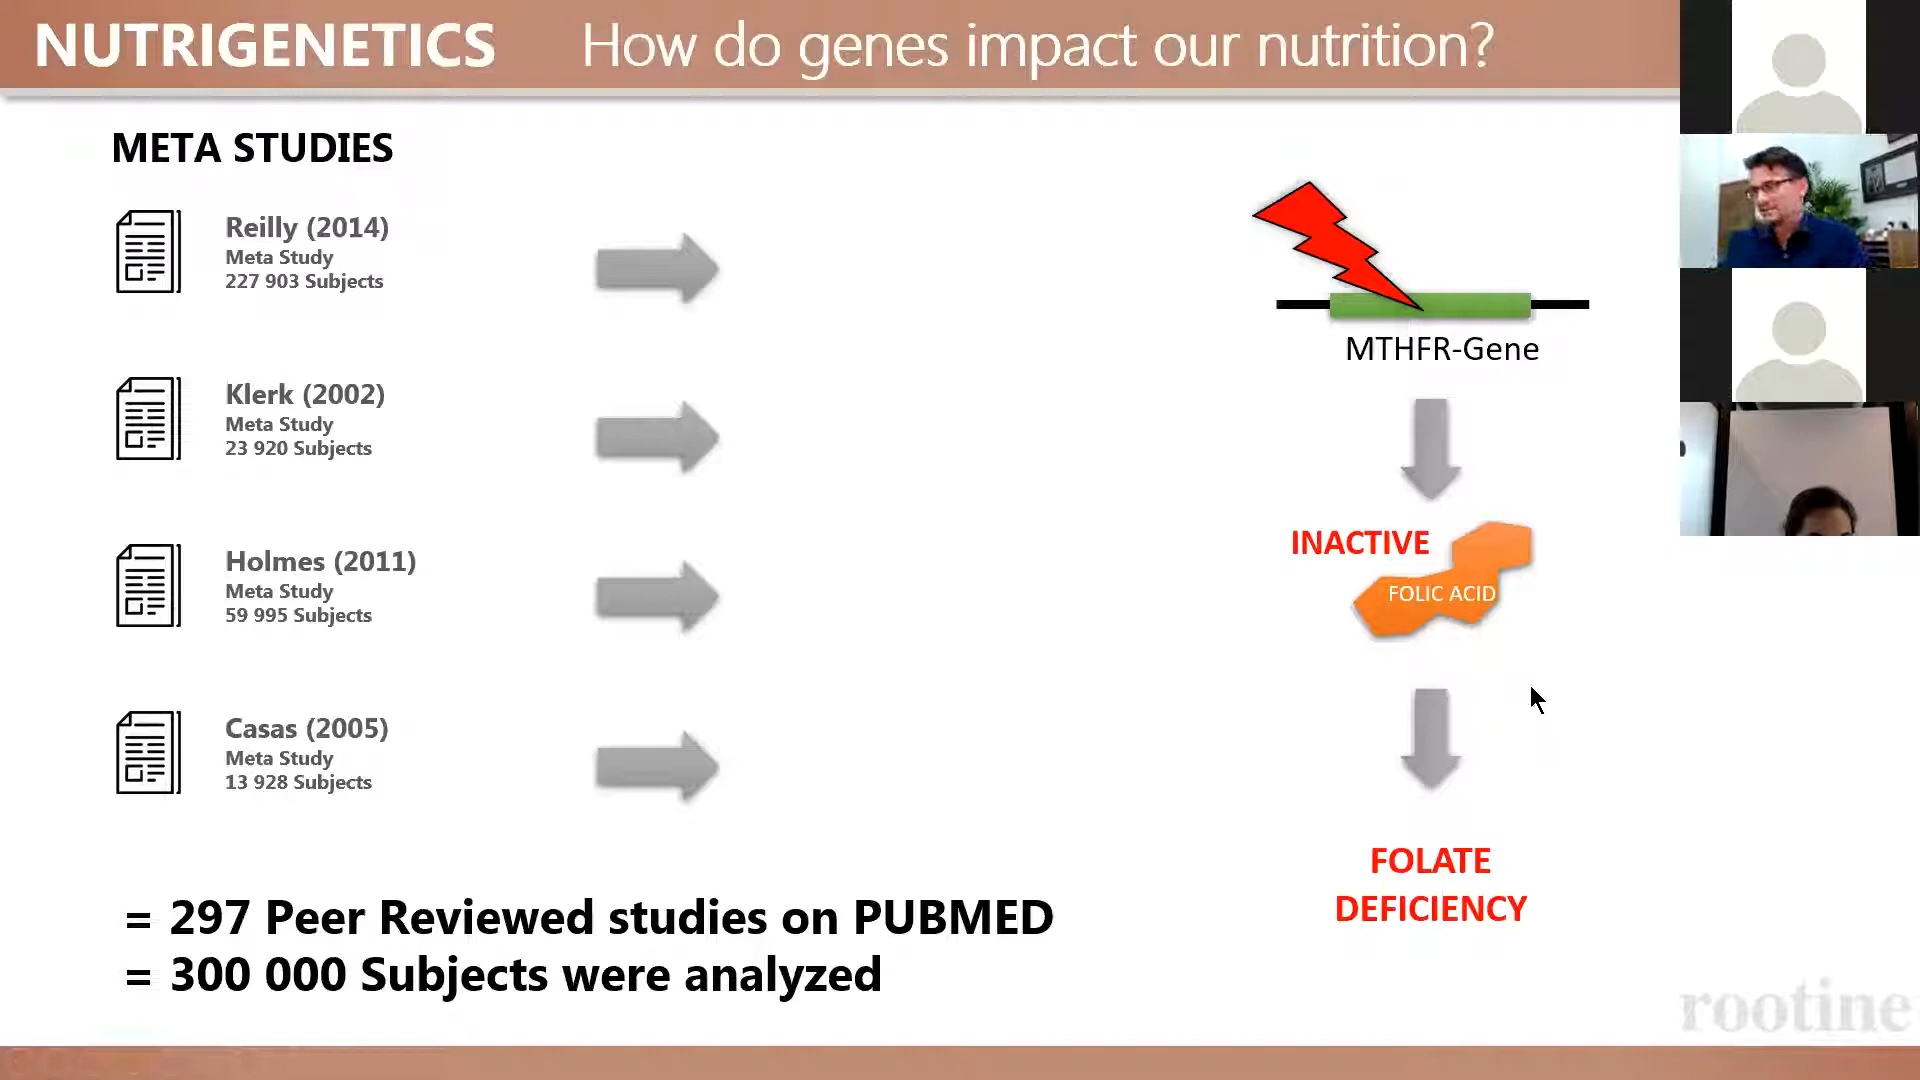 NUTRIGENETICS How do genes impact our nutrition?
META STUDIES
Reilly (2014)
Meta Study
227 903 Subjects
Klerk (2002)
Meta Study
23 920 Subjects
Holmes (2011)
Meta Study
59 995 Subjects
Casas (2005)
Meta Study
13 928 Subjects
= 297 Peer Reviewed studies on PUBMED
= 300 000 Subjects were analyzed
MTHFR-Gene
INACTIVE
FOLIC ACID
FOLATE
DEFICIENCY
rootine